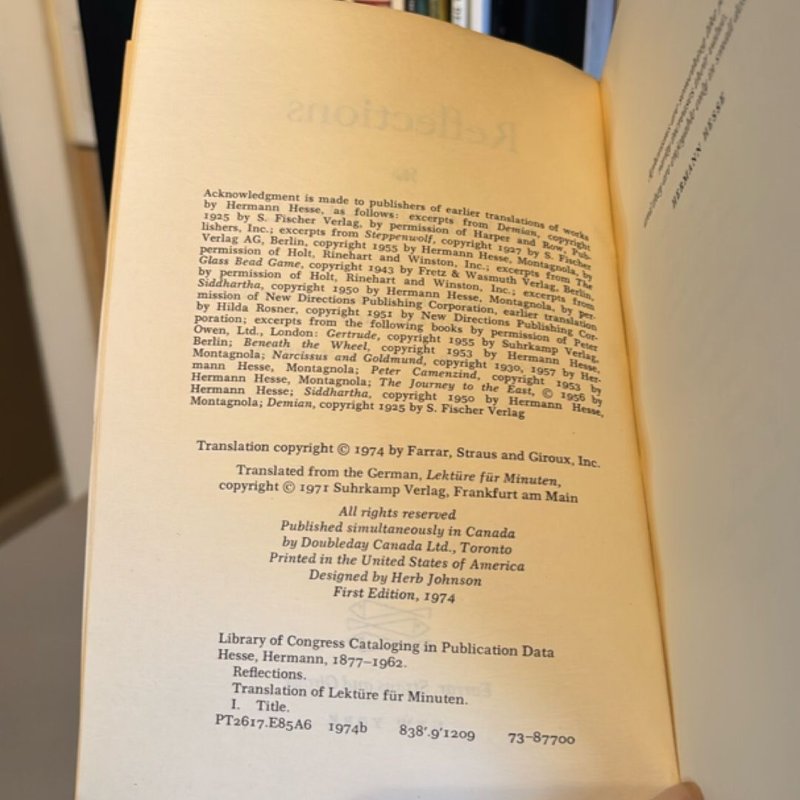 Reflections
Acknowledgment is made to publishers of earlier translations of works
by Hermann Hesse, as follows: excerpts from Demian, copyright
1925 by S. Fischer Verlag, by permission of Harper and Row, Pub-
lishers, Inc.; excerpts from Steppenwolf, copyright 1927 by S. Fischer
Verlag AG, Berlin, copyright 1955 by Hermann Hesse, Montagnola, by
permission of Holt, Rinehart and Winston, Inc.; excerpts from The
Glass Bead Game, copyright 1943 by Fretz & Wasmuth Verlag, Berlin,
by permission of Holt, Rinehart and Winston, Inc.; excerpts from
Siddhartha, copyright 1950 by Hermann Hesse, Montagnola, by per-
mission of New Directions Publishing Corporation, earlier translation
by Hilda Rosner, copyright 1951 by New Directions Publishing Cor-
poration; excerpts from the following books by permission of Peter
Owen, Ltd., London: Gertrude, copyright 1955 by Suhrkamp Verlag,
Berlin; Beneath the Wheel, copyright 1953 by Hermann Hesse,
Montagnola; Narcissus and Goldmund, copyright 1930, 1957 by Her-
mann Hesse, Montagnola; Peter Camenzind, copyright 1953 by
Hermann Hesse, Montagnola; The Journey to the East, © 1956 by
Hermann Hesse; Siddhartha, copyright 1950 by Hermann Hesse,
Montagnola; Demian, copyright 1925 by S. Fischer Verlag
Translation copyright © 1974 by Farrar, Straus and Giroux, Inc.
Translated from the German, Lektüre für Minuten,
copyright © 1971 Suhrkamp Verlag, Frankfurt am Main
All rights reserved
Published simultaneously in Canada
by Doubleday Canada Ltd., Toronto
Printed in the United States of America
Designed by Herb Johnson
First Edition, 1974
Library of Congress Cataloging in Publication Data
Hesse, Hermann, 1877–1962.
Reflections.
Translation of Lektüre für Minuten.
I. Title.
PT2617.E85A6 1974b 838'.9'1209 73-87700
HERMANN HESSE